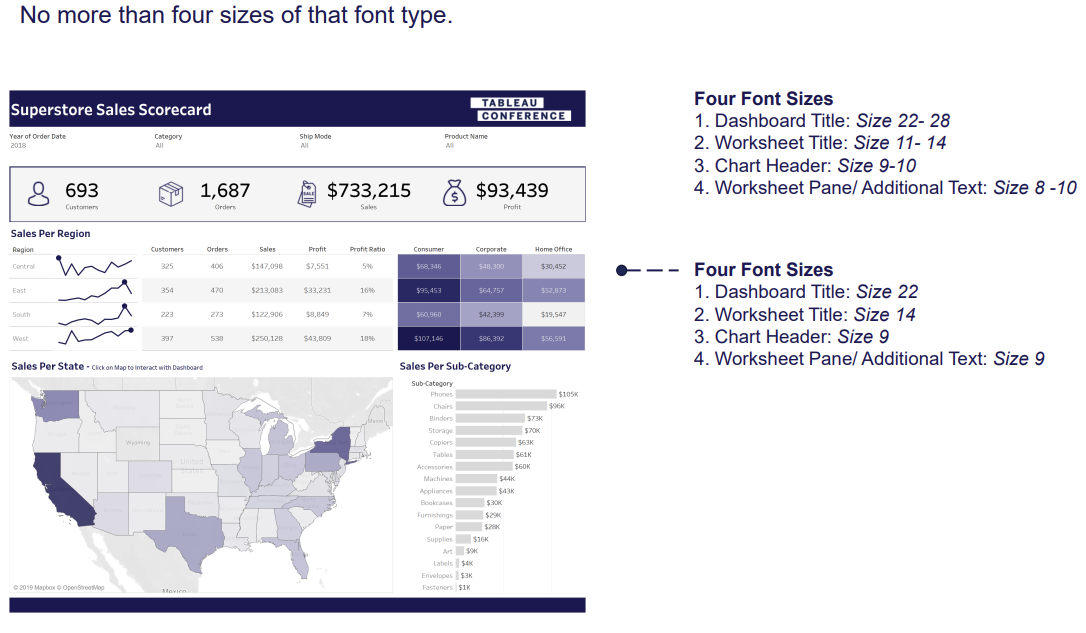 No more than four sizes of that font type.
Superstore Sales Scorecard
TABLEAU
CONFERENCE
Year of Order Date Category Ship Mode Product Name
2018 All All All
693 1,687 $733,215 $93,439
Customers Orders Sales Profit
SALE
Sales Per Region
Region Customers Orders Sales Profit Profit Ratio Consumer Corporate Home Office
Central 325 406 $147,098 $7,551 5% $68,346 $48,300 $30,452
East 354 470 $213,083 $33,231 16% $95,453 $64,757 $52,873
South 223 273 $122,906 $8,849 7% $60,960 $42,399 $19,547
West 397 538 $250,128 $43,809 18% $107,146 $86,392 $56,591
Sales Per State - Click on Map to Interact with Dashboard
Maine
Wyoming
United
States
Mexico
© 2019 Mapbox © OpenStreetMap
Sales Per Sub-Category
Sub-Category
Phones $105K
Chairs $96K
Binders $73K
Storage $70K
Copiers $63K
Tables $61K
Accessories $60K
Machines $44K
Appliances $43K
Bookcases $30K
Furnishings $29K
Paper $28K
Supplies $16K
Art $9K
Labels $4K
Envelopes $3K
Fasteners $1K
Four Font Sizes
1. Dashboard Title: Size 22- 28
2. Worksheet Title: Size 11- 14
3. Chart Header: Size 9-10
4. Worksheet Pane/ Additional Text: Size 8 -10
Four Font Sizes
1. Dashboard Title: Size 22
2. Worksheet Title: Size 14
3. Chart Header: Size 9
4. Worksheet Pane/ Additional Text: Size 9